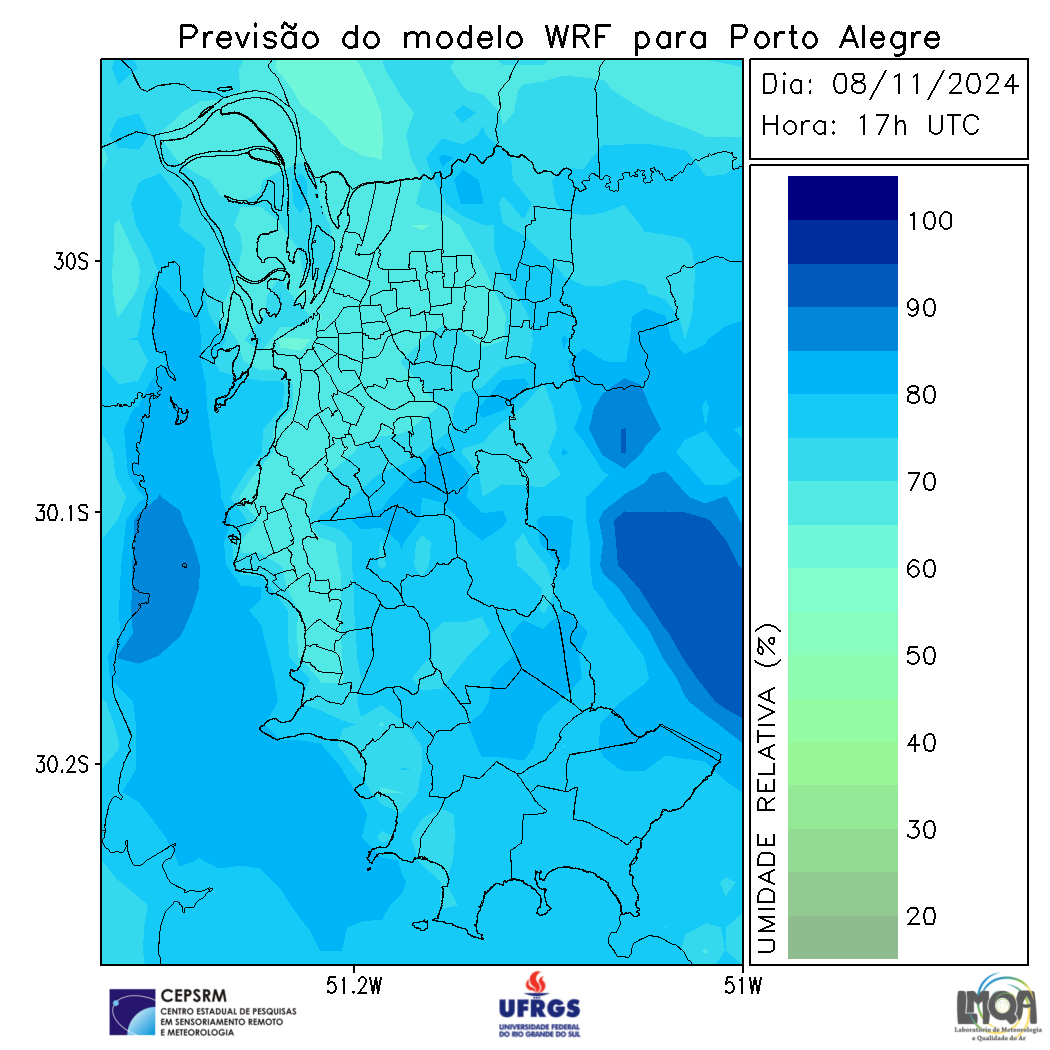 Previsão do modelo WRF para Porto Alegre
Dia: 08/11/2024
Hora: 17h UTC
30S
30.1S
30.2S
51.2W
51W
UMIDADE RELATIVA (%)
100
90
80
70
60
50
40
30
20
CEPSRM
CENTRO ESTADUAL DE PESQUISAS
EM SENSORIAMENTO REMOTO
E METEOROLOGIA
UFRGS
UNIVERSIDADE FEDERAL
DO RIO GRANDE DO SUL
LMQA
Laboratório de Meteorologia
e Qualidade do Ar